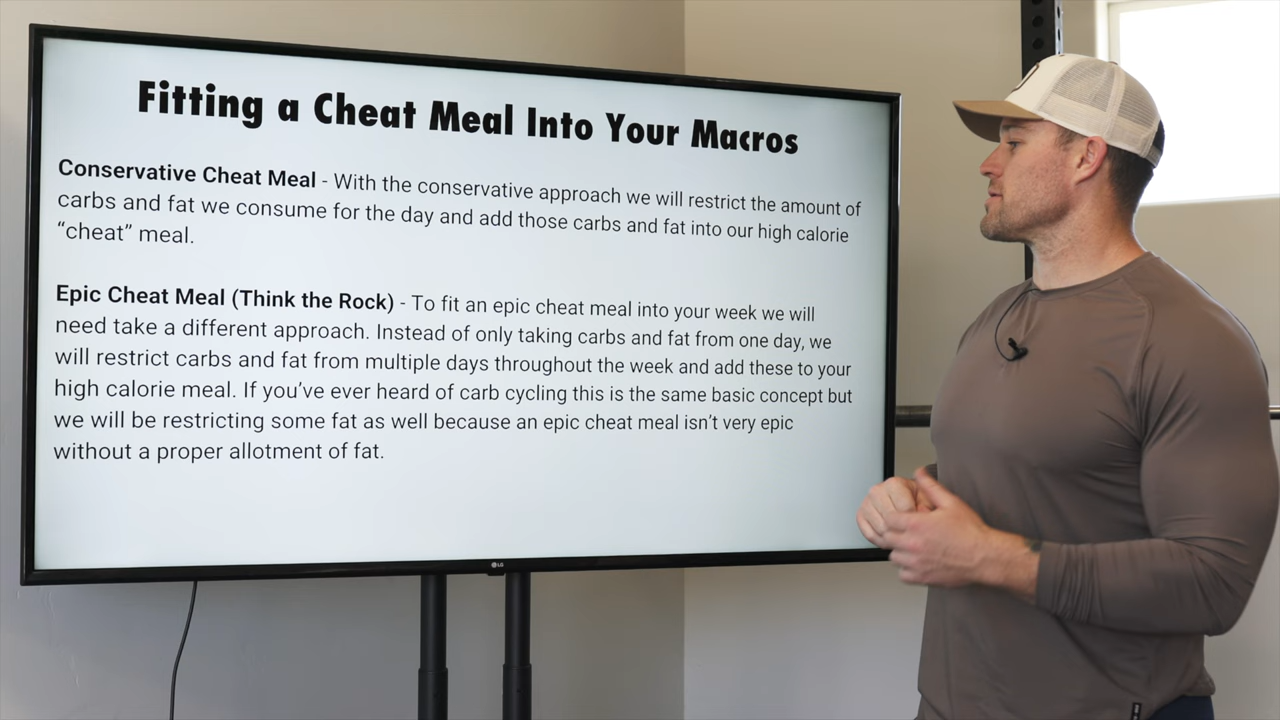 Fitting a Cheat Meal Into Your Macros
Conservative Cheat Meal - With the conservative approach we will restrict the amount of
carbs and fat we consume for the day and add those carbs and fat into our high calorie
“cheat” meal.
Epic Cheat Meal (Think the Rock) - To fit an epic cheat meal into your week we will
need take a different approach. Instead of only taking carbs and fat from one day, we
will restrict carbs and fat from multiple days throughout the week and add these to your
high calorie meal. If you’ve ever heard of carb cycling this is the same basic concept but
we will be restricting some fat as well because an epic cheat meal isn’t very epic
without a proper allotment of fat.
LG